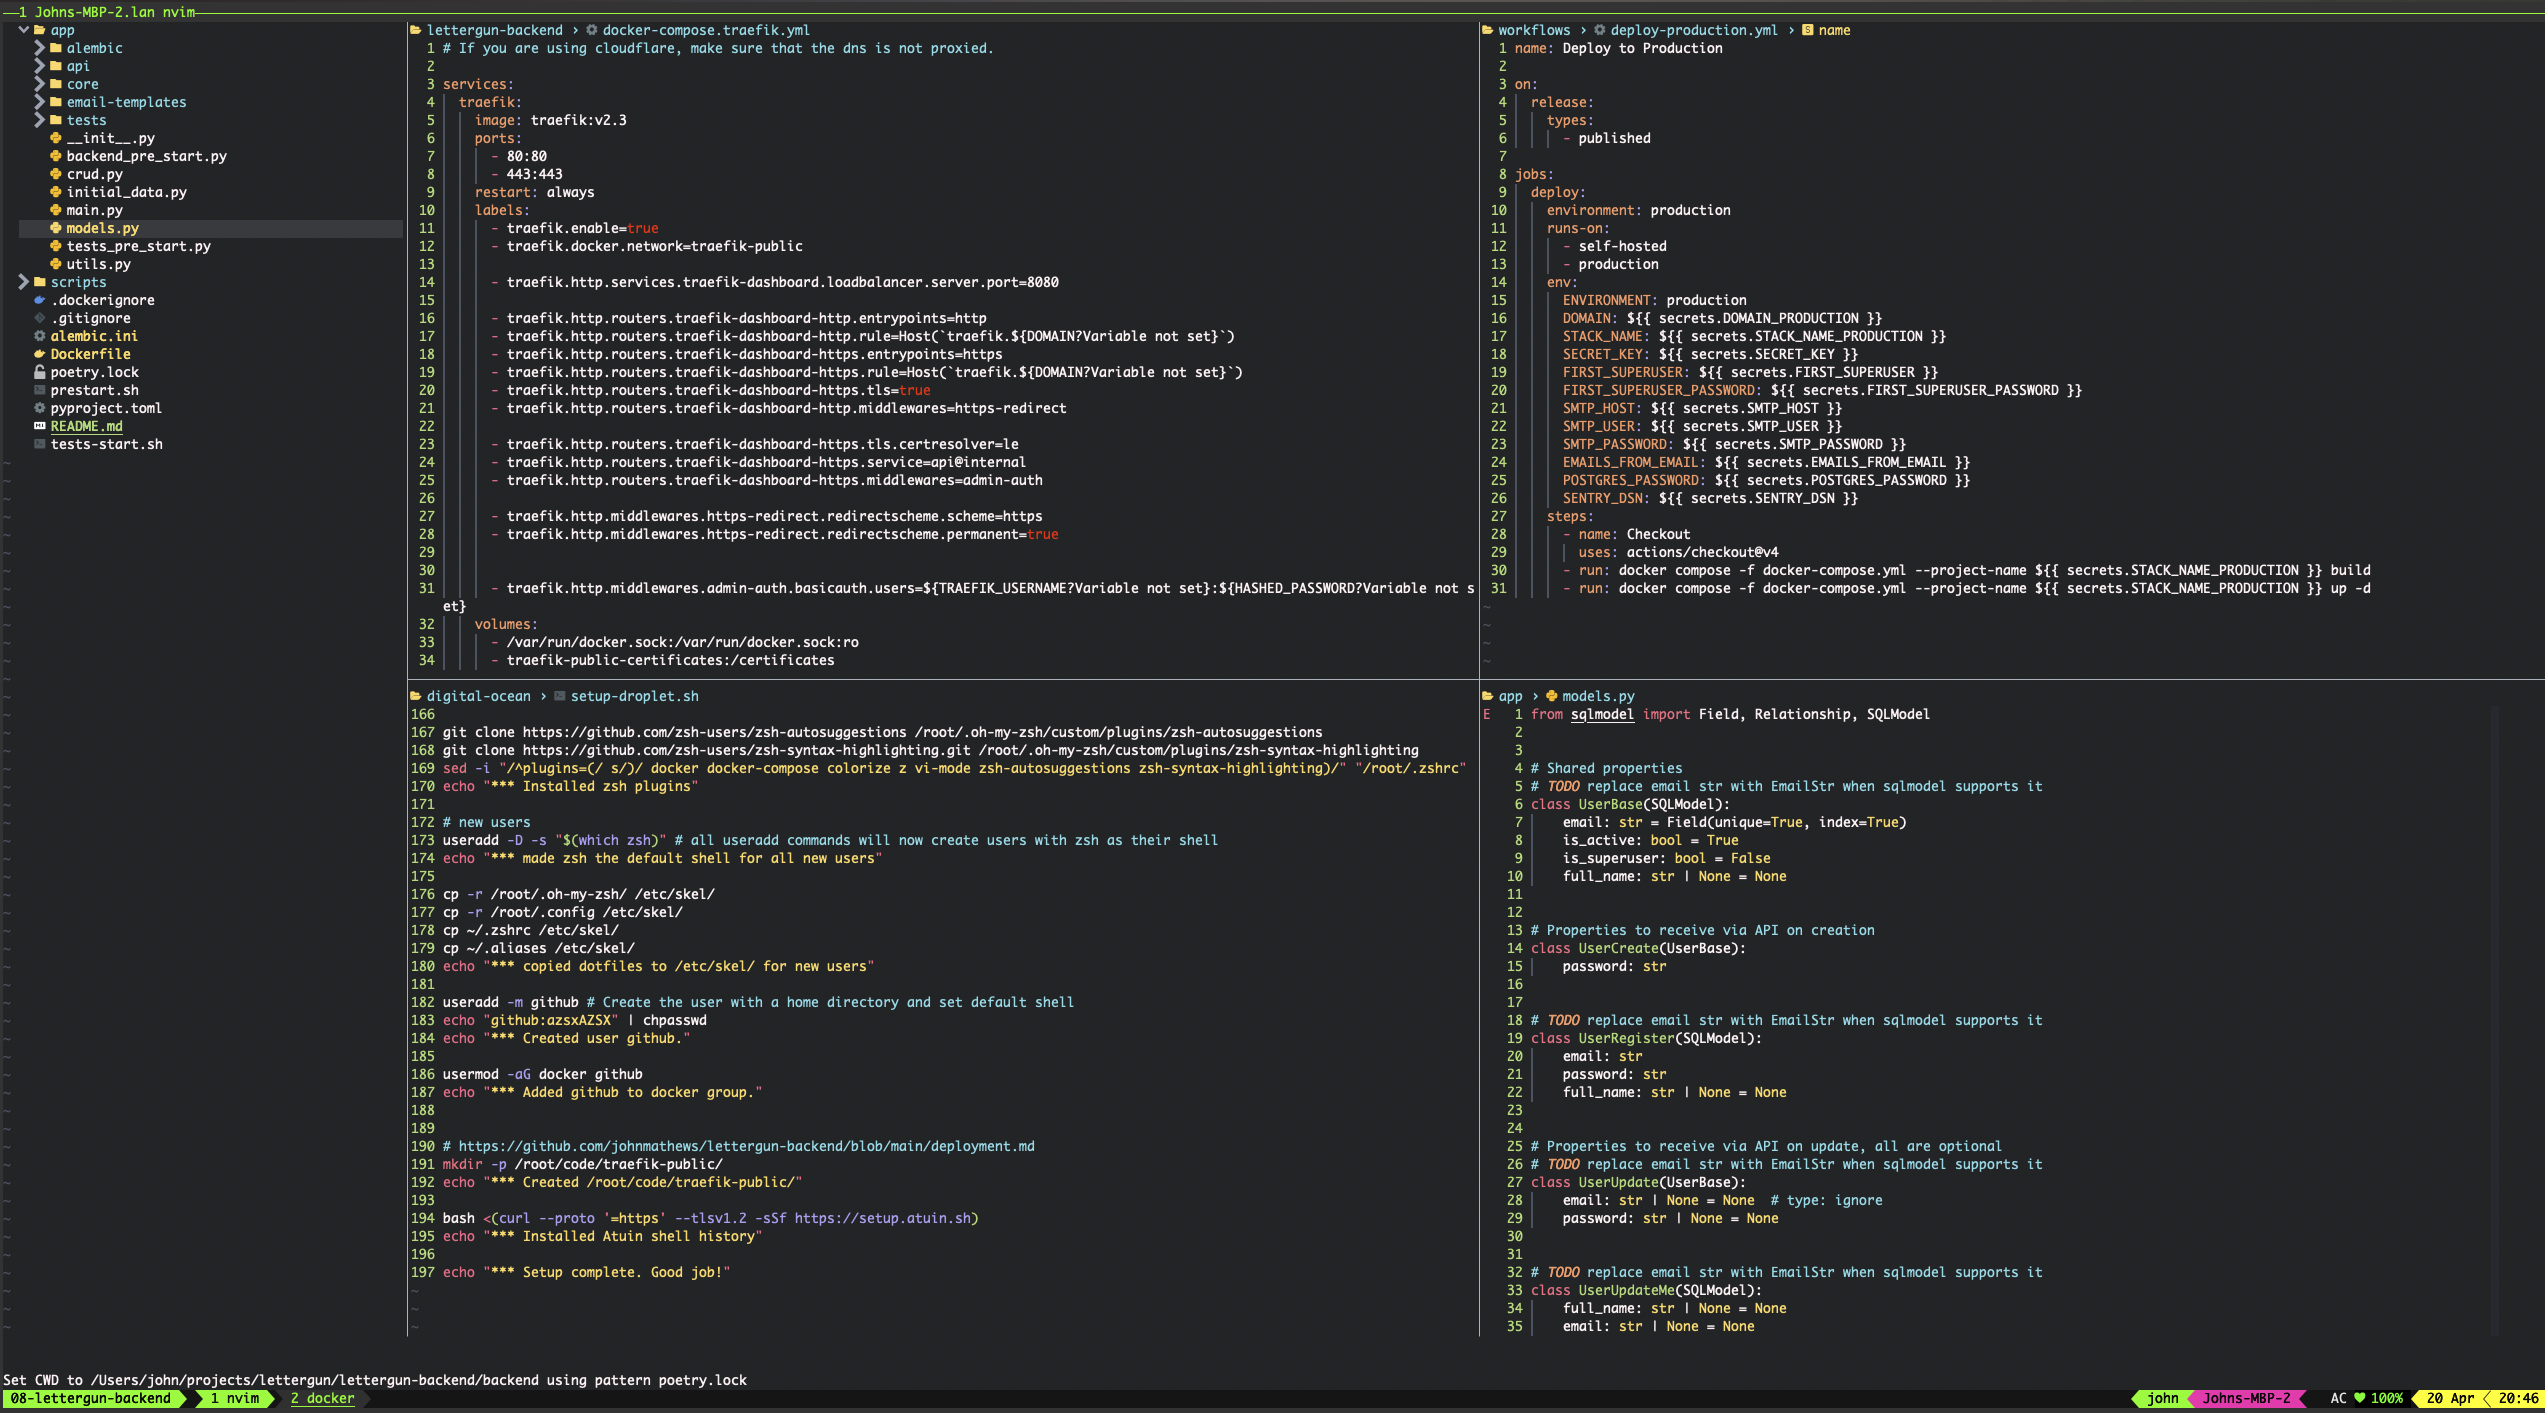 1 Johns-MBP-2.lan nvim
app
alembic
api
core
email-templates
tests
__init__.py
backend_pre_start.py
crud.py
initial_data.py
main.py
models.py
tests_pre_start.py
utils.py
scripts
.dockerignore
.gitignore
alembic.ini
Dockerfile
poetry.lock
prestart.sh
pyproject.toml
README.md
tests-start.sh
lettergun-backend › docker-compose.traefik.yml
1 # If you are using cloudflare, make sure that the dns is not proxied.
2
3 services:
4   traefik:
5     image: traefik:v2.3
6     ports:
7       - 80:80
8       - 443:443
9     restart: always
10     labels:
11       - traefik.enable=true
12       - traefik.docker.network=traefik-public
13
14       - traefik.http.services.traefik-dashboard.loadbalancer.server.port=8080
15
16       - traefik.http.routers.traefik-dashboard-http.entrypoints=http
17       - traefik.http.routers.traefik-dashboard-http.rule=Host(`traefik.${DOMAIN?Variable not set}`)
18       - traefik.http.routers.traefik-dashboard-https.entrypoints=https
19       - traefik.http.routers.traefik-dashboard-https.rule=Host(`traefik.${DOMAIN?Variable not set}`)
20       - traefik.http.routers.traefik-dashboard-https.tls=true
21       - traefik.http.routers.traefik-dashboard-http.middlewares=https-redirect
22
23       - traefik.http.routers.traefik-dashboard-https.tls.certresolver=le
24       - traefik.http.routers.traefik-dashboard-https.service=api@internal
25       - traefik.http.routers.traefik-dashboard-https.middlewares=admin-auth
26
27       - traefik.http.middlewares.https-redirect.redirectscheme.scheme=https
28       - traefik.http.middlewares.https-redirect.redirectscheme.permanent=true
29
30
31       - traefik.http.middlewares.admin-auth.basicauth.users=${TRAEFIK_USERNAME?Variable not set}:${HASHED_PASSWORD?Variable not s
et}
32     volumes:
33       - /var/run/docker.sock:/var/run/docker.sock:ro
34       - traefik-public-certificates:/certificates
workflows › deploy-production.yml › name
1 name: Deploy to Production
2
3 on:
4   release:
5     types:
6       - published
7
8 jobs:
9   deploy:
10     environment: production
11     runs-on:
12       - self-hosted
13       - production
14     env:
15       ENVIRONMENT: production
16       DOMAIN: ${{ secrets.DOMAIN_PRODUCTION }}
17       STACK_NAME: ${{ secrets.STACK_NAME_PRODUCTION }}
18       SECRET_KEY: ${{ secrets.SECRET_KEY }}
19       FIRST_SUPERUSER: ${{ secrets.FIRST_SUPERUSER }}
20       FIRST_SUPERUSER_PASSWORD: ${{ secrets.FIRST_SUPERUSER_PASSWORD }}
21       SMTP_HOST: ${{ secrets.SMTP_HOST }}
22       SMTP_USER: ${{ secrets.SMTP_USER }}
23       SMTP_PASSWORD: ${{ secrets.SMTP_PASSWORD }}
24       EMAILS_FROM_EMAIL: ${{ secrets.EMAILS_FROM_EMAIL }}
25       POSTGRES_PASSWORD: ${{ secrets.POSTGRES_PASSWORD }}
26       SENTRY_DSN: ${{ secrets.SENTRY_DSN }}
27     steps:
28       - name: Checkout
29         uses: actions/checkout@v4
30       - run: docker compose -f docker-compose.yml --project-name ${{ secrets.STACK_NAME_PRODUCTION }} build
31       - run: docker compose -f docker-compose.yml --project-name ${{ secrets.STACK_NAME_PRODUCTION }} up -d
digital-ocean › setup-droplet.sh
166
167 git clone https://github.com/zsh-users/zsh-autosuggestions /root/.oh-my-zsh/custom/plugins/zsh-autosuggestions
168 git clone https://github.com/zsh-users/zsh-syntax-highlighting.git /root/.oh-my-zsh/custom/plugins/zsh-syntax-highlighting
169 sed -i "/^plugins=(/ s/)/ docker docker-compose colorize z vi-mode zsh-autosuggestions zsh-syntax-highlighting)/" "/root/.zshrc"
170 echo "*** Installed zsh plugins"
171
172 # new users
173 useradd -D -s "$(which zsh)" # all useradd commands will now create users with zsh as their shell
174 echo "*** made zsh the default shell for all new users"
175
176 cp -r /root/.oh-my-zsh/ /etc/skel/
177 cp -r /root/.config /etc/skel/
178 cp ~/.zshrc /etc/skel/
179 cp ~/.aliases /etc/skel/
180 echo "*** copied dotfiles to /etc/skel/ for new users"
181
182 useradd -m github # Create the user with a home directory and set default shell
183 echo "github:azsxAZSX" | chpasswd
184 echo "*** Created user github."
185
186 usermod -aG docker github
187 echo "*** Added github to docker group."
188
189
190 # https://github.com/johnmathews/lettergun-backend/blob/main/deployment.md
191 mkdir -p /root/code/traefik-public/
192 echo "*** Created /root/code/traefik-public/"
193
194 bash <(curl --proto '=https' --tlsv1.2 -sSf https://setup.atuin.sh)
195 echo "*** Installed Atuin shell history"
196
197 echo "*** Setup complete. Good job!"
app › models.py
E 1 from sqlmodel import Field, Relationship, SQLModel
2
3
4 # Shared properties
5 # TODO replace email str with EmailStr when sqlmodel supports it
6 class UserBase(SQLModel):
7     email: str = Field(unique=True, index=True)
8     is_active: bool = True
9     is_superuser: bool = False
10     full_name: str | None = None
11
12
13 # Properties to receive via API on creation
14 class UserCreate(UserBase):
15     password: str
16
17
18 # TODO replace email str with EmailStr when sqlmodel supports it
19 class UserRegister(SQLModel):
20     email: str
21     password: str
22     full_name: str | None = None
23
24
25 # Properties to receive via API on update, all are optional
26 # TODO replace email str with EmailStr when sqlmodel supports it
27 class UserUpdate(UserBase):
28     email: str | None = None  # type: ignore
29     password: str | None = None
30
31
32 # TODO replace email str with EmailStr when sqlmodel supports it
33 class UserUpdateMe(SQLModel):
34     full_name: str | None = None
35     email: str | None = None
Set CWD to /Users/john/projects/lettergun/lettergun-backend/backend using pattern poetry.lock
08-lettergun-backend 1 nvim 2 docker john Johns-MBP-2 AC ♥ 100% 20 Apr 20:46